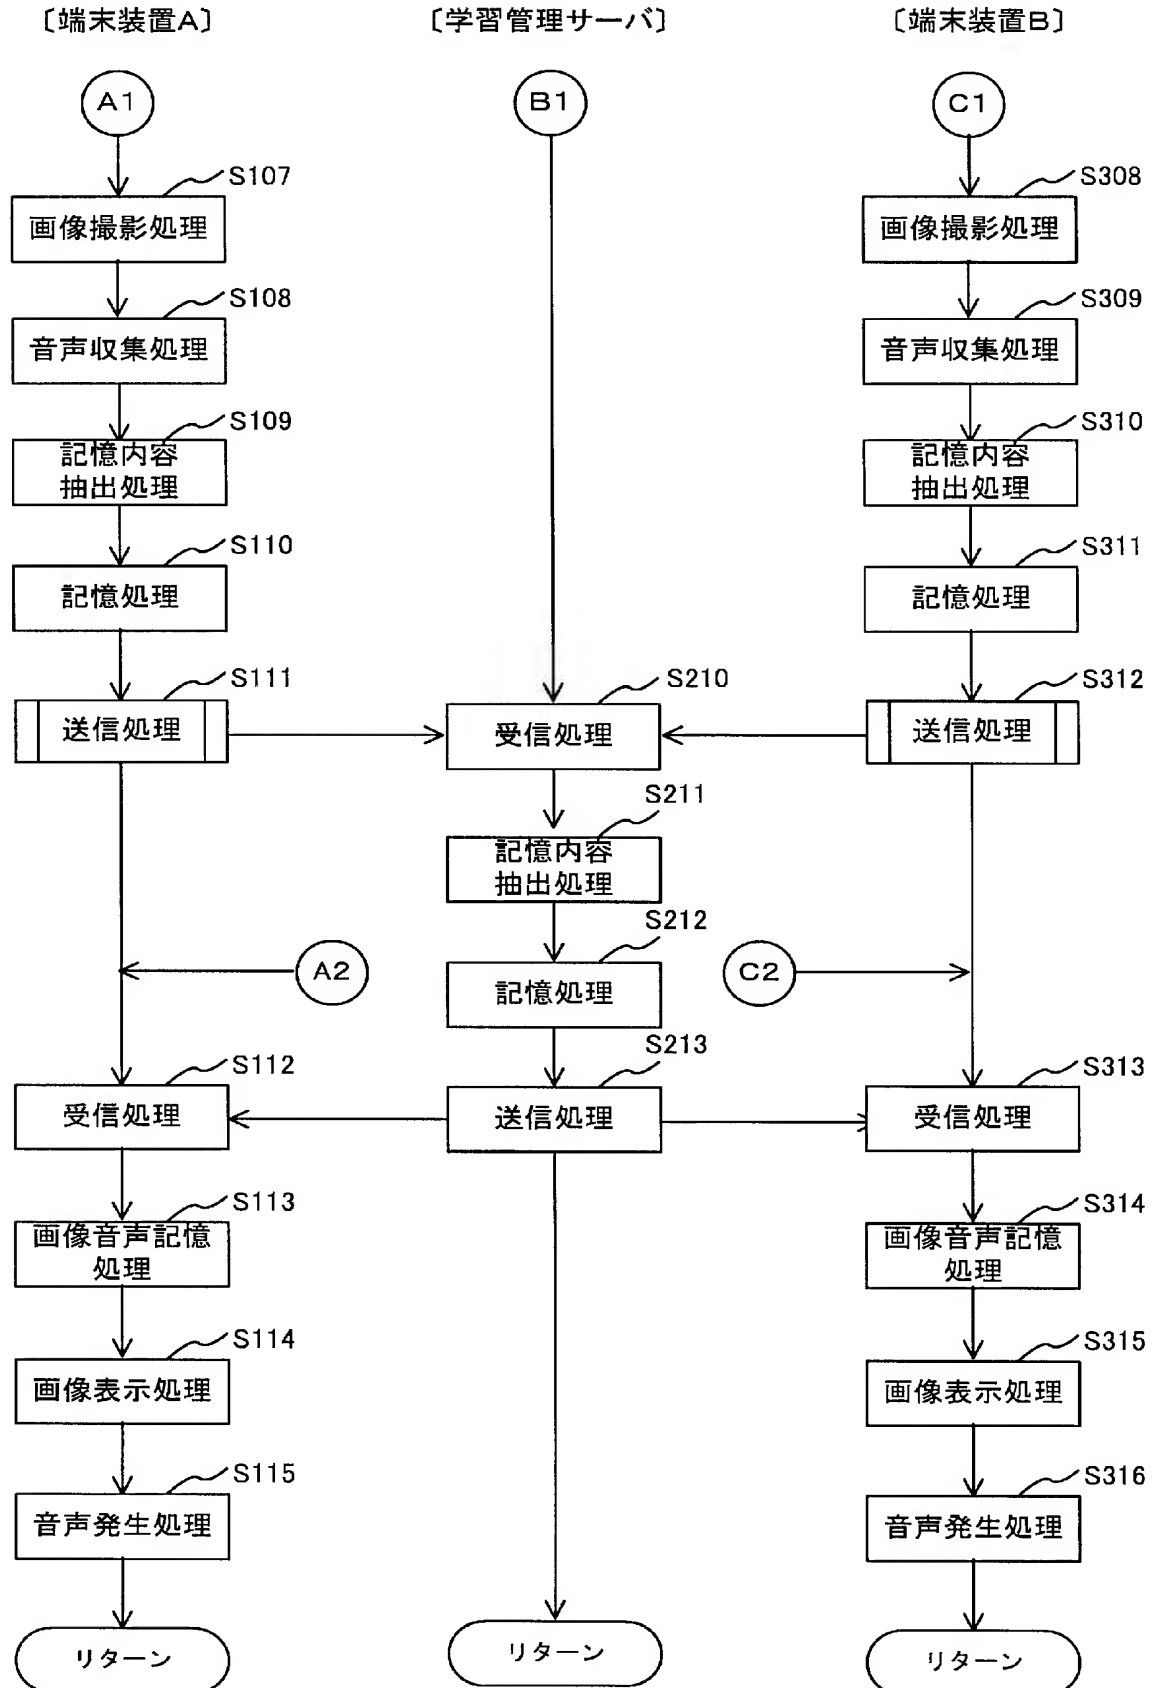 〔端末装置A〕
〔学習管理サーバ〕
〔端末装置B〕
A1
B1
C1
S107
画像撮影処理
S308
画像撮影処理
S108
音声収集処理
S309
音声収集処理
S109
記憶内容
抽出処理
S310
記憶内容
抽出処理
S110
記憶処理
S311
記憶処理
S111
送信処理
S210
受信処理
S312
送信処理
S211
記憶内容
抽出処理
A2
S212
記憶処理
C2
S112
受信処理
S213
送信処理
S313
受信処理
S113
画像音声記憶
処理
S314
画像音声記憶
処理
S114
画像表示処理
S315
画像表示処理
S115
音声発生処理
S316
音声発生処理
リターン
リターン
リターン